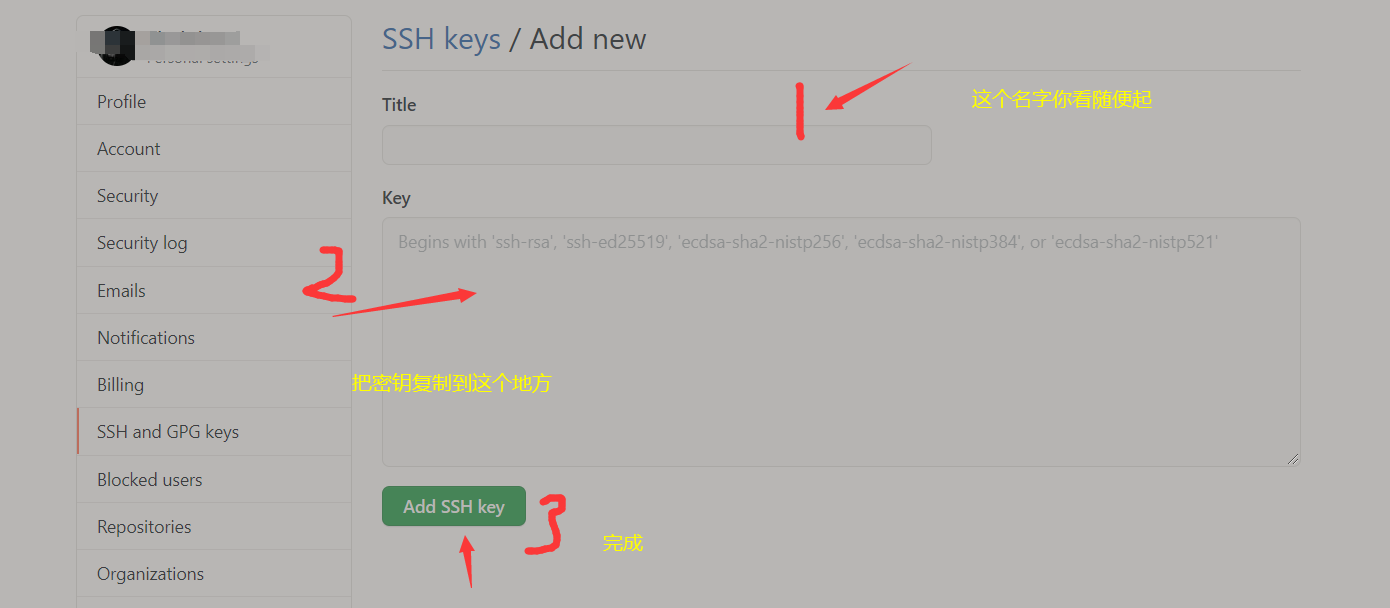 Personal settings
Profile
Account
Security
Security log
Emails
Notifications
Billing
SSH and GPG keys
Blocked users
Repositories
Organizations
SSH keys / Add new
1
这个名字你看随便起
Title
Key
Begins with 'ssh-rsa', 'ssh-ed25519', 'ecdsa-sha2-nistp256', 'ecdsa-sha2-nistp384', or 'ecdsa-sha2-nistp521'
2
把密钥复制到这个地方
Add SSH key
3
完成